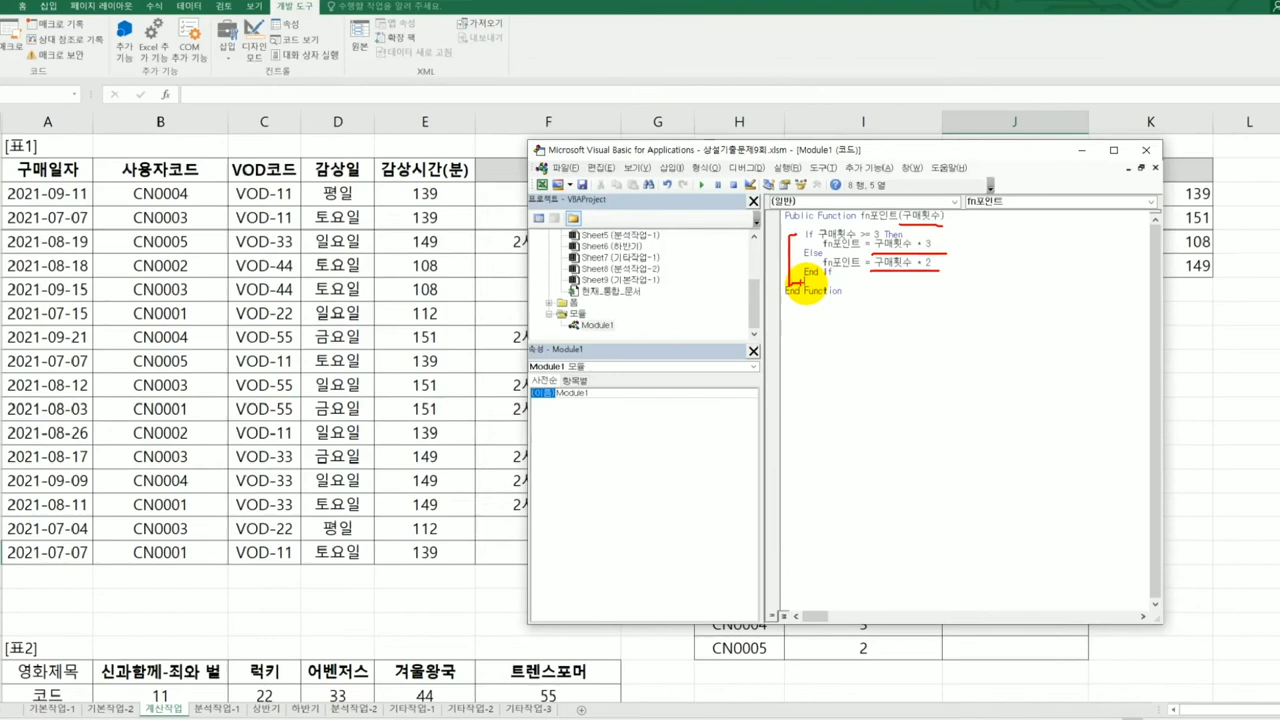 홈 삽입 페이지 레이아웃 수식 데이터 검토 보기 개발 도구 수행할 작업을 알려 주세요.
매크로 기록
상대 참조로 기록
매크로 보안
매크로
코드
추가 기능
Excel 추가 기능
COM 추가 기능
추가 기능
삽입
디자인 모드
속성
코드 보기
대화 상자 실행
컨트롤
원본
맵 속성
확장 팩
데이터 새로 고침
가져오기
내보내기
XML
fx
A B C D E F G H I J K L
[표1]
구매일자 사용자코드 VOD코드 감상일 감상시간(분)
2021-09-11 CN0004 VOD-11 평일 139
2021-07-07 CN0003 VOD-11 토요일 139
2021-08-19 CN0005 VOD-33 일요일 149
2021-08-18 CN0002 VOD-44 토요일 108
2021-09-15 CN0003 VOD-44 토요일 108
2021-07-15 CN0001 VOD-22 일요일 112
2021-09-21 CN0004 VOD-55 금요일 151
2021-07-07 CN0005 VOD-11 토요일 139
2021-08-12 CN0003 VOD-55 일요일 151
2021-08-03 CN0001 VOD-55 금요일 151
2021-08-26 CN0002 VOD-11 일요일 139
2021-08-17 CN0003 VOD-33 금요일 149
2021-09-09 CN0004 VOD-33 일요일 149
2021-08-11 CN0001 VOD-33 토요일 149
2021-07-04 CN0003 VOD-22 평일 112
2021-07-07 CN0001 VOD-11 토요일 139
139
151
108
149
Microsoft Visual Basic for Applications - 상설기출문제9회.xlsm - [Module1 (코드)]
파일(F) 편집(E) 보기(V) 삽입(I) 형식(O) 디버그(D) 실행(R) 도구(T) 추가 기능(A) 창(W) 도움말(H)
8 행, 5 열
프로젝트 - VBAProject
Sheet5 (분석작업-1)
Sheet6 (하반기)
Sheet7 (기타작업-1)
Sheet8 (분석작업-2)
Sheet9 (기본작업-1)
현재_통합_문서
폼
모듈
Module1
속성 - Module1
Module1 모듈
사전순 항목별
(이름) Module1
(일반) fn포인트
Public Function fn포인트(구매횟수)
If 구매횟수 >= 3 Then
fn포인트 = 구매횟수 * 3
Else
fn포인트 = 구매횟수 * 2
End If
End Function
CN0005 2
[표2]
영화제목 신과함께-죄와 벌 럭키 어벤저스 겨울왕국 트렌스포머
코드 11 22 33 44 55
기본작업-1 기본작업-2 계산작업 분석작업-1 상반기 하반기 분석작업-2 기타작업-1 기타작업-2 기타작업-3